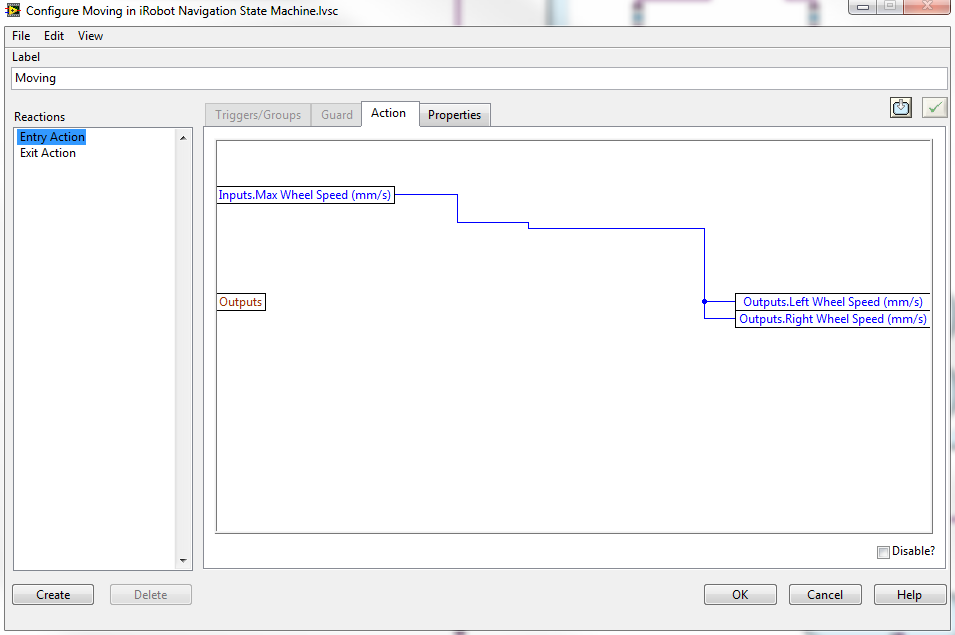 Configure Moving in iRobot Navigation State Machine.lvsc
File Edit View
Label
Moving
Reactions
Entry Action
Exit Action
Triggers/Groups Guard Action Properties
Inputs.Max Wheel Speed (mm/s)
Outputs
Outputs.Left Wheel Speed (mm/s)
Outputs.Right Wheel Speed (mm/s)
Disable?
Create Delete OK Cancel Help